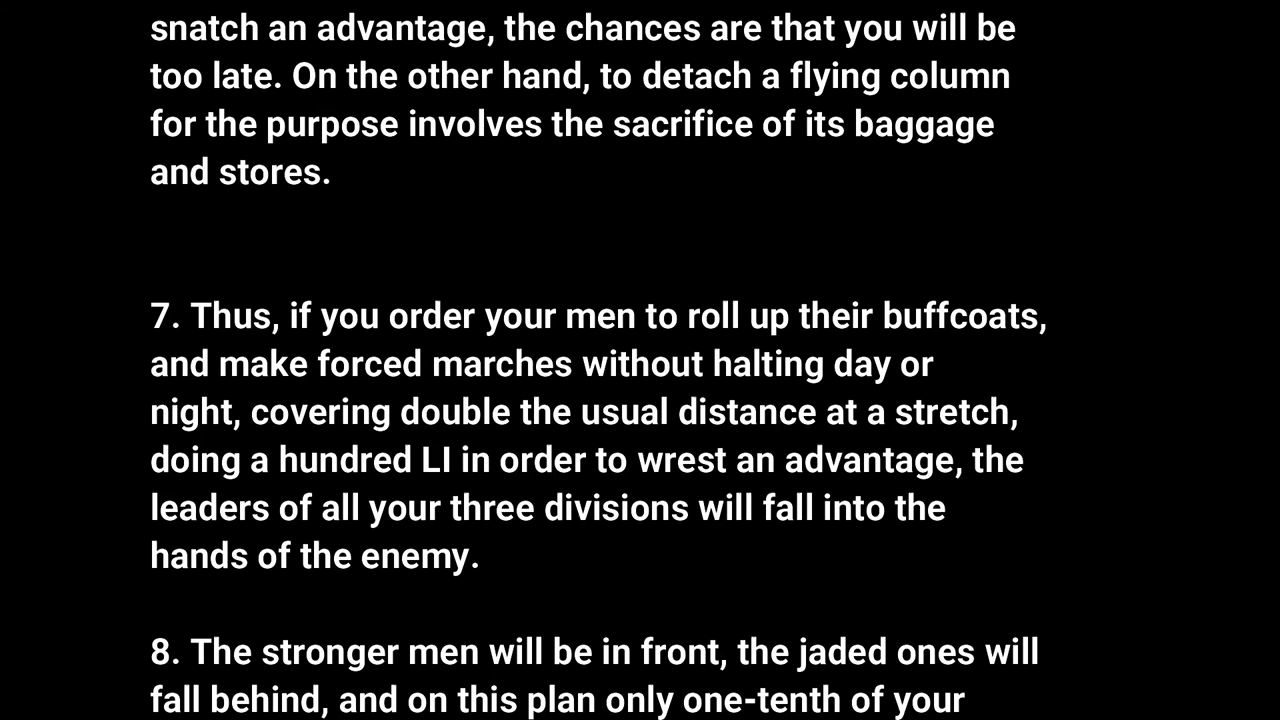 snatch an advantage, the chances are that you will be
too late. On the other hand, to detach a flying column
for the purpose involves the sacrifice of its baggage
and stores.
7. Thus, if you order your men to roll up their buffcoats,
and make forced marches without halting day or
night, covering double the usual distance at a stretch,
doing a hundred LI in order to wrest an advantage, the
leaders of all your three divisions will fall into the
hands of the enemy.
8. The stronger men will be in front, the jaded ones will
fall behind, and on this plan only one-tenth of your